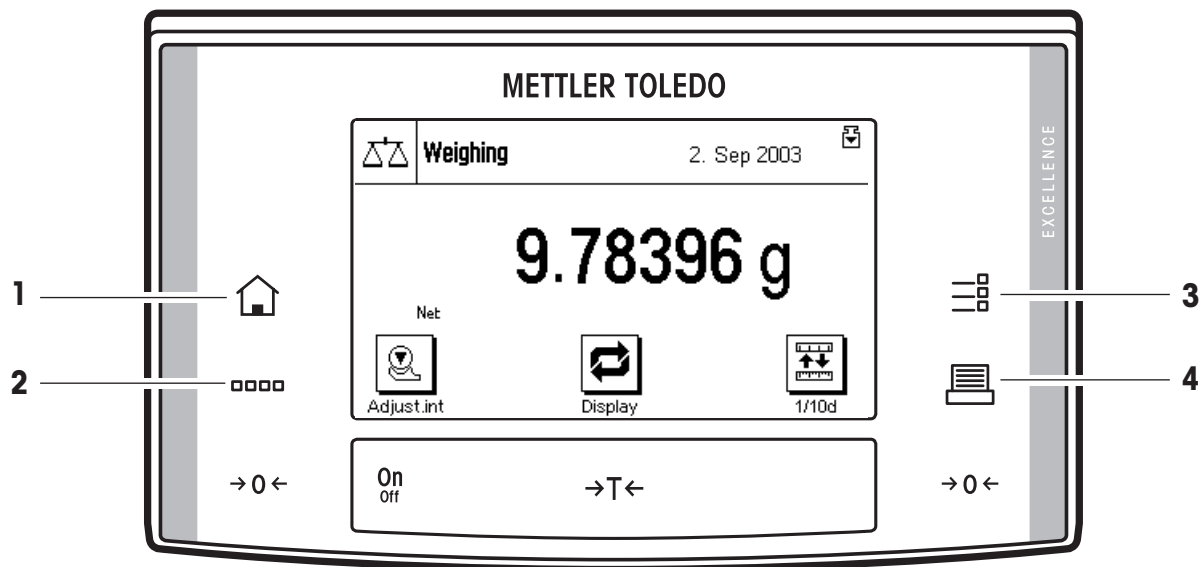 METTLER TOLEDO
EXCELLENCE
Weighing 2. Sep 2003
9.78396 g
1
3
Net
2
4
Adjust.int Display 1/10d
→0← On →T← →0←
Off